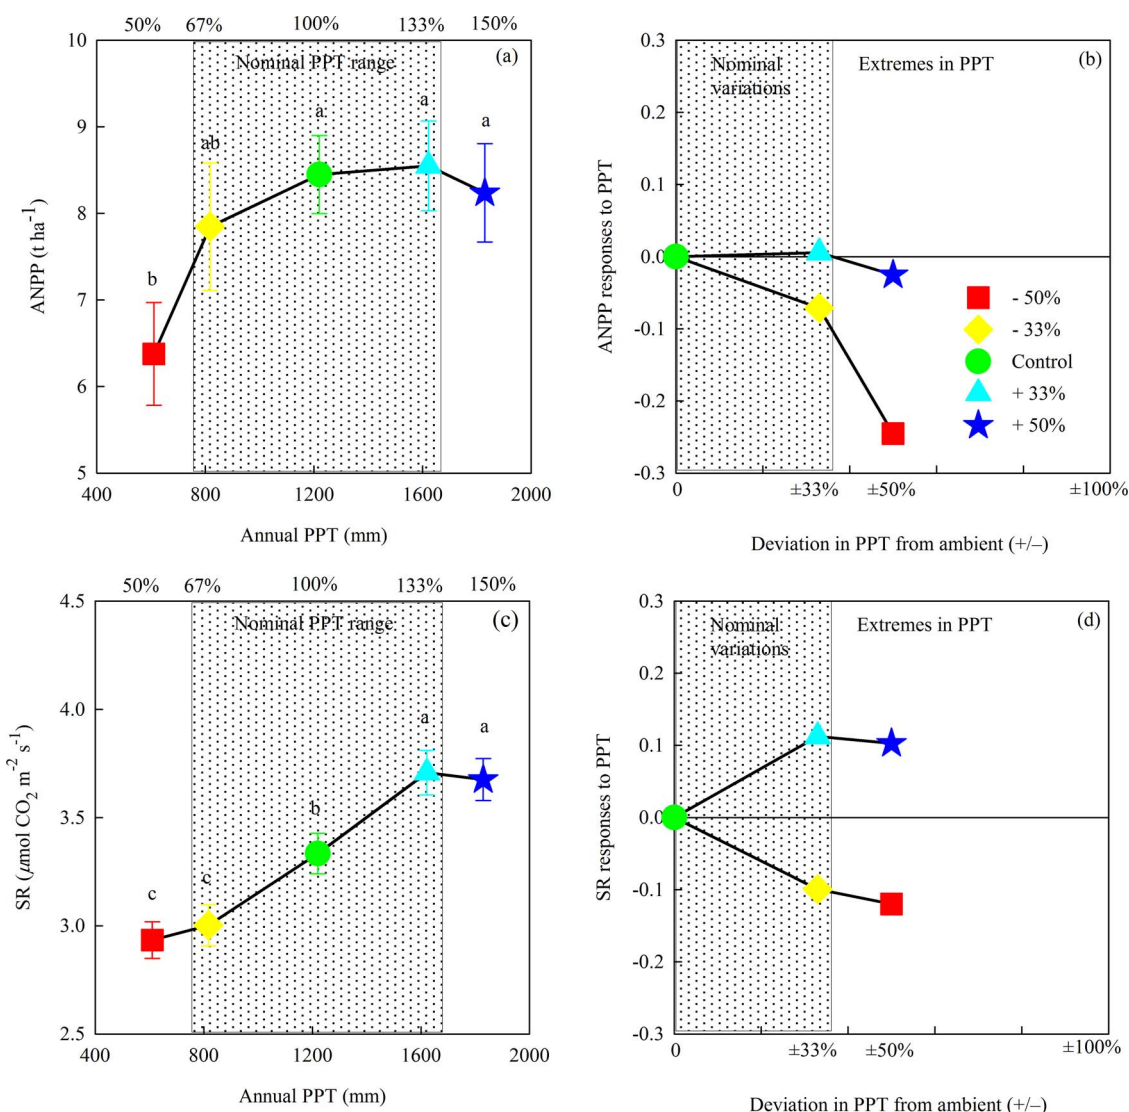 50% 67% 100% 133% 150%
10
9
8
7
6
5
ANPP (t ha⁻¹)
Nominal PPT range
(a)
b
ab
a
a
a
400 800 1200 1600 2000
Annual PPT (mm)
0.3
0.2
0.1
0.0
-0.1
-0.2
-0.3
ANPP responses to PPT
Nominal
variations
Extremes in PPT
(b)
- 50%
- 33%
Control
+ 33%
+ 50%
0 ±33% ±50% ±100%
Deviation in PPT from ambient (+/–)
50% 67% 100% 133% 150%
4.5
4.0
3.5
3.0
2.5
SR (μmol CO₂ m⁻² s⁻¹)
Nominal PPT range
(c)
c
c
b
a
a
400 800 1200 1600 2000
Annual PPT (mm)
0.3
0.2
0.1
0.0
-0.1
-0.2
-0.3
SR responses to PPT
Nominal
variations
Extremes in PPT
(d)
0 ±33% ±50% ±100%
Deviation in PPT from ambient (+/–)